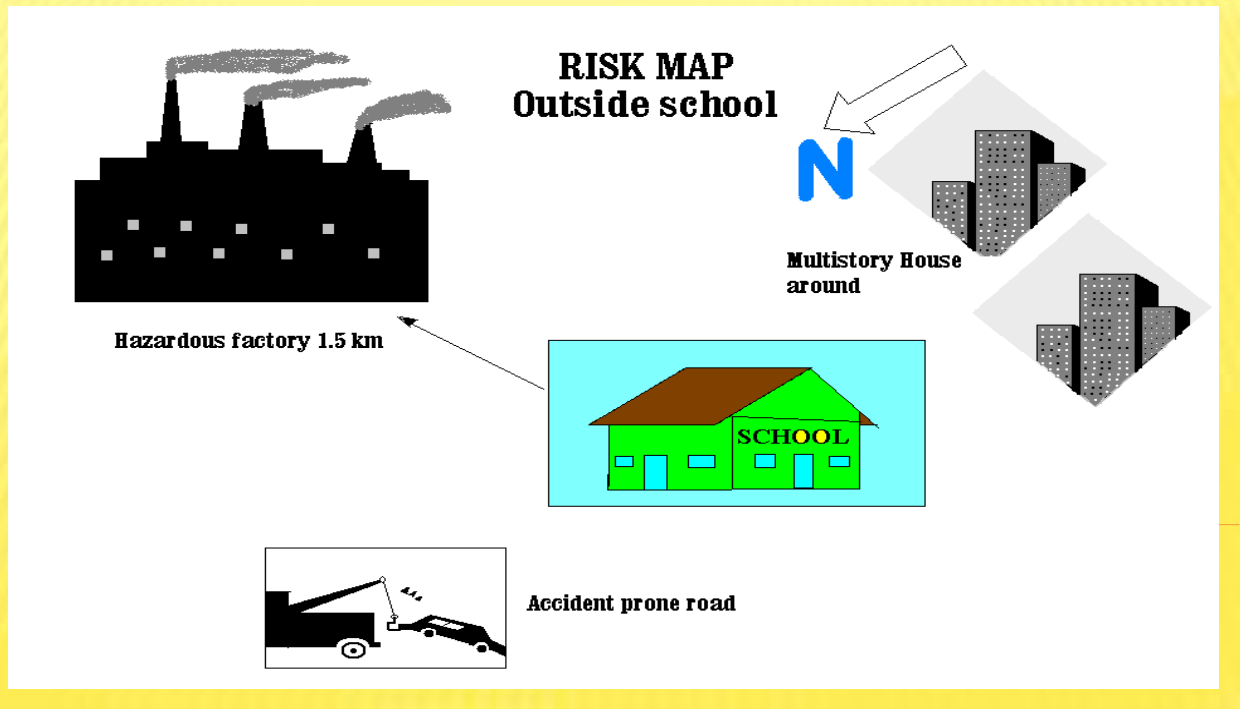 RISK MAP
Outside school
N
Multistory House
around
Hazardous factory 1.5 km
SCHOOL
Accident prone road